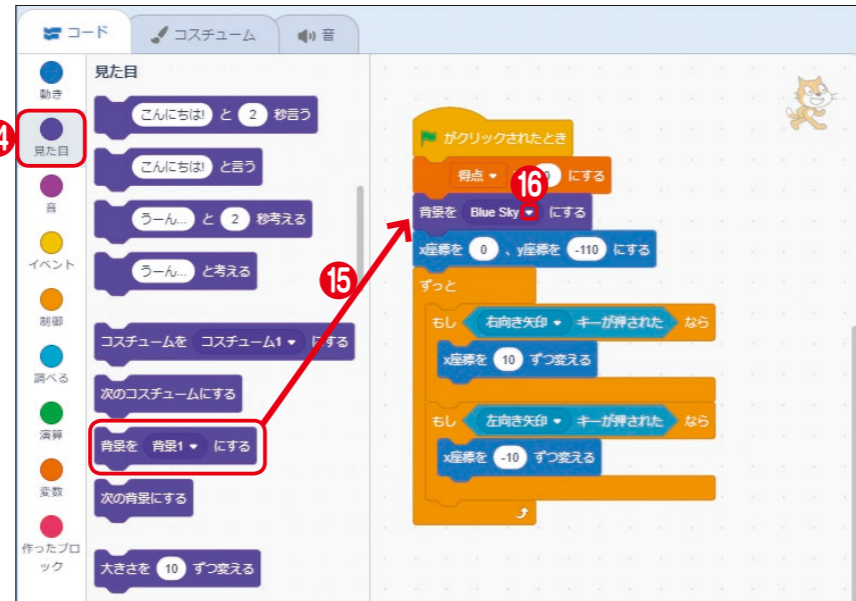 コード
コスチューム
音
動き
見た目
音
イベント
制御
調べる
演算
変数
作ったブロ
ック
見た目
こんにちは! と 2 秒言う
こんにちは! と言う
うーん... と 2 秒考える
うーん... と考える
コスチュームを コスチューム1 にする
次のコスチュームにする
背景を 背景1 にする
次の背景にする
大きさを 10 ずつ変える
⑮
⑯
がクリックされたとき
得点 にする
背景を Blue Sky にする
x座標を 0 、y座標を -110 にする
ずっと
もし 右向き矢印 キーが押された なら
x座標を 10 ずつ変える
もし 左向き矢印 キーが押された なら
x座標を -10 ずつ変える